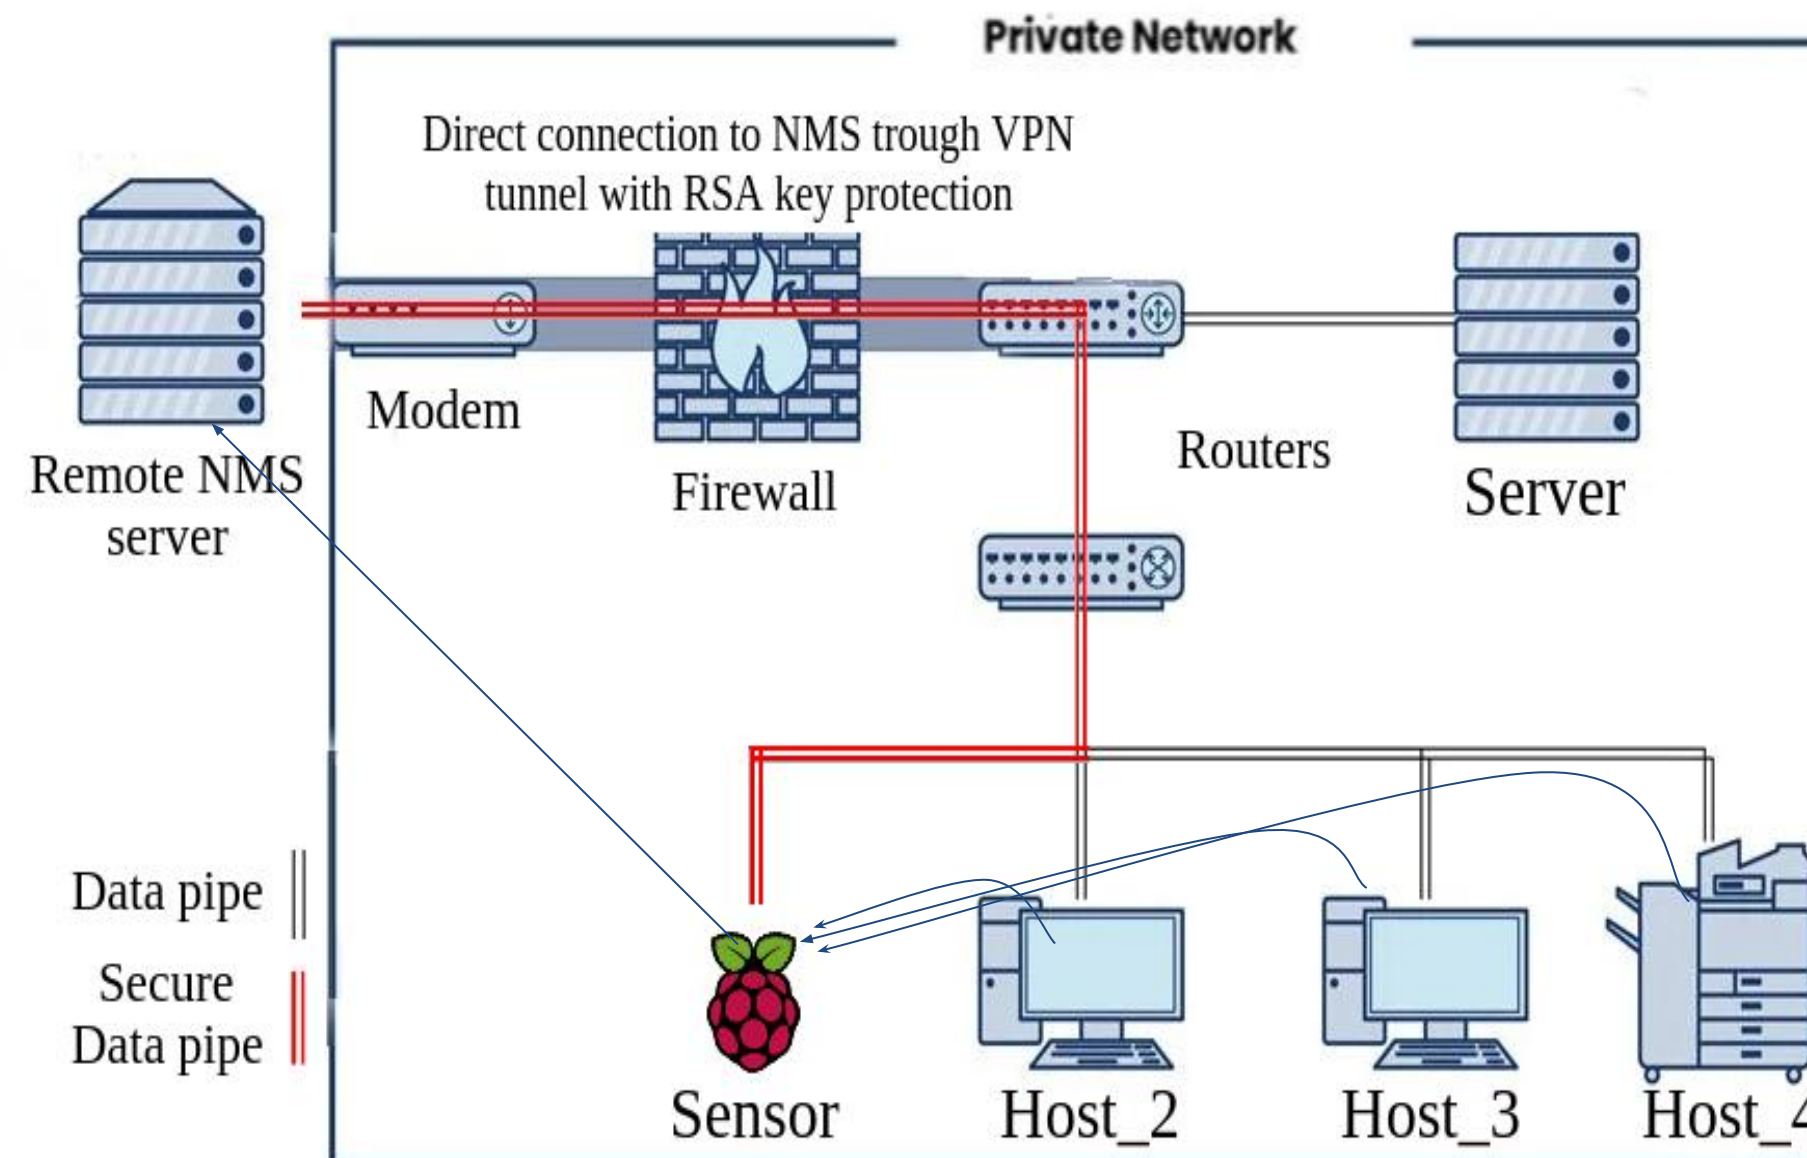 Private Network
Direct connection to NMS trough VPN
tunnel with RSA key protection
Modem
Firewall
Routers
Server
Remote NMS
server
Data pipe
Secure
Data pipe
Sensor
Host_2
Host_3
Host_4